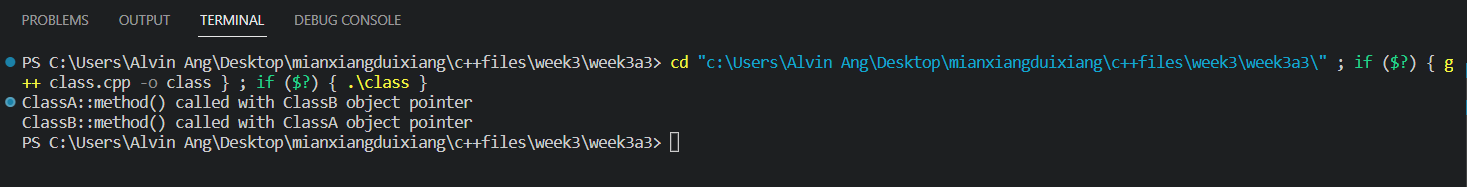 PROBLEMS OUTPUT TERMINAL DEBUG CONSOLE
PS C:\Users\Alvin Ang\Desktop\mianxiangduixiang\c++files\week3\week3a3> cd "c:\Users\Alvin Ang\Desktop\mianxiangduixiang\c++files\week3\week3a3\" ; if ($?) { g
++ class.cpp -o class } ; if ($?) { .\class }
ClassA::method() called with ClassB object pointer
ClassB::method() called with ClassA object pointer
PS C:\Users\Alvin Ang\Desktop\mianxiangduixiang\c++files\week3\week3a3>